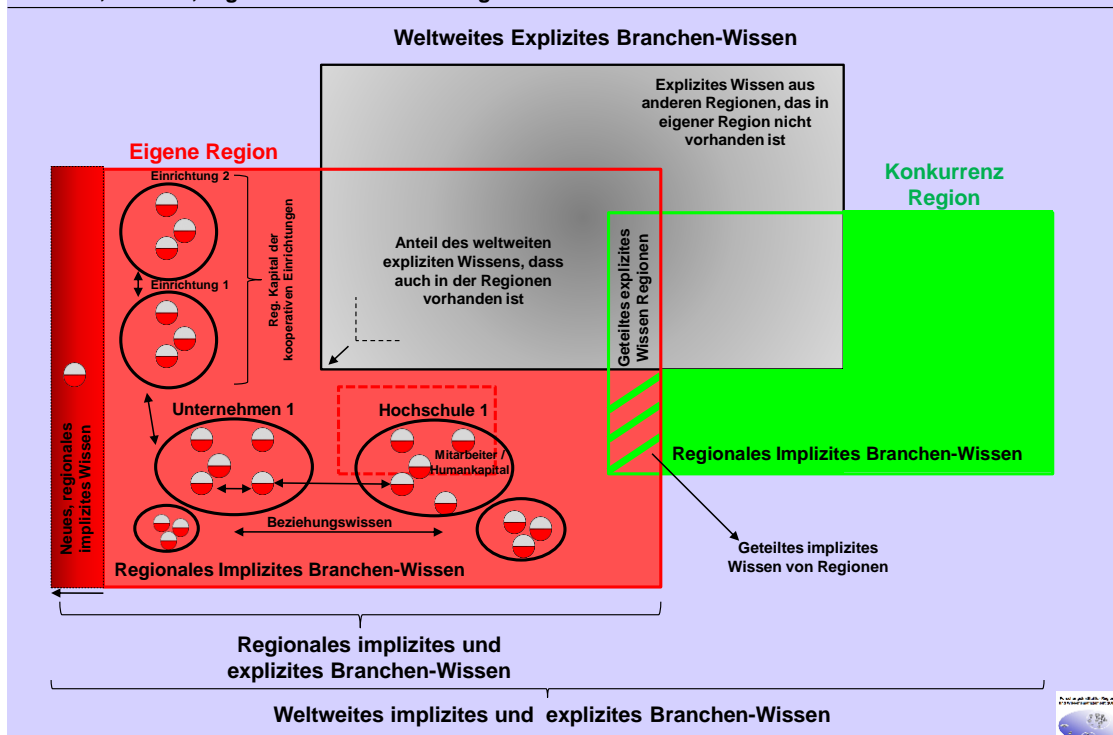 Weltweites Explizites Branchen-Wissen
Explizites Wissen aus
anderen Regionen, das in
eigener Region nicht
vorhanden ist
Eigene Region
Konkurrenz
Region
Einrichtung 2
Einrichtung 1
Reg. Kapital der
kooperativen Einrichtungen
Anteil des weltweiten
expliziten Wissens, dass
auch in der Regionen
vorhanden ist
Geteiltes explizites
Wissen Regionen
Neues, regionales
implizites Wissen
Unternehmen 1
Hochschule 1
Mitarbeiter /
Humankapital
Beziehungswissen
Regionales Implizites Branchen-Wissen
Regionales Implizites Branchen-Wissen
Geteiltes implizites
Wissen von Regionen
Regionales implizites und
explizites Branchen-Wissen
Weltweites implizites und explizites Branchen-Wissen